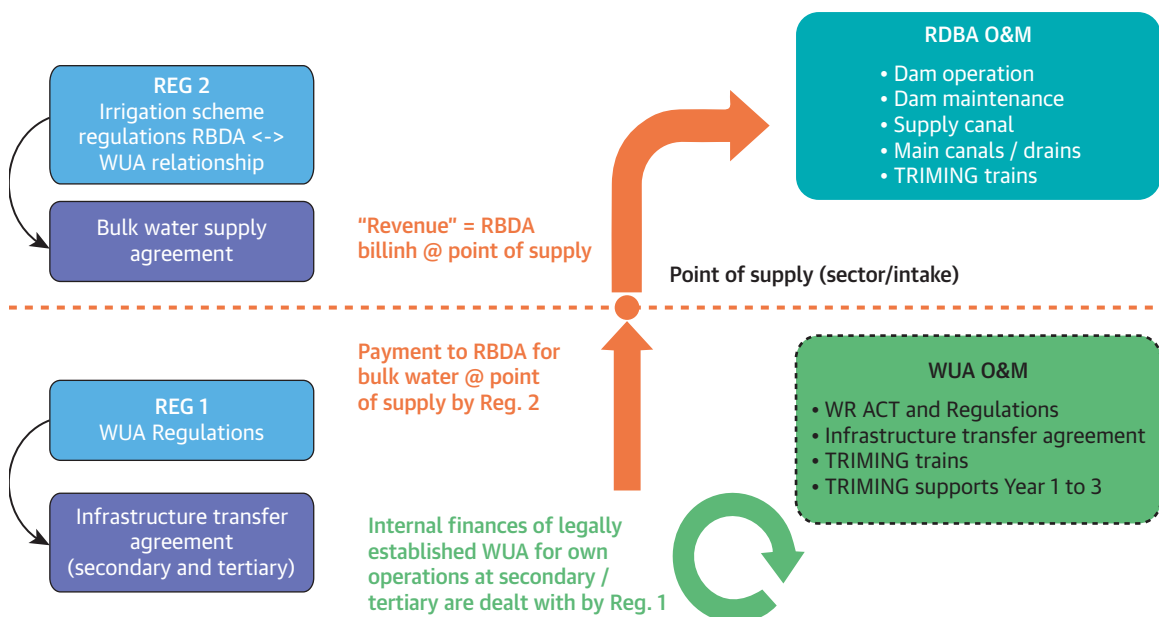 REG 2
Irrigation scheme
regulations RBDA <->
WUA relationship
Bulk water supply
agreement
"Revenue" = RBDA
billinh @ point of supply
RDBA O&M
• Dam operation
• Dam maintenance
• Supply canal
• Main canals / drains
• TRIMING trains
Point of supply (sector/intake)
Payment to RBDA for
bulk water @ point
of supply by Reg. 2
REG 1
WUA Regulations
Infrastructure transfer
agreement
(secondary and tertiary)
Internal finances of legally
established WUA for own
operations at secondary /
tertiary are dealt with by Reg. 1
WUA O&M
• WR ACT and Regulations
• Infrastructure transfer agreement
• TRIMING trains
• TRIMING supports Year 1 to 3